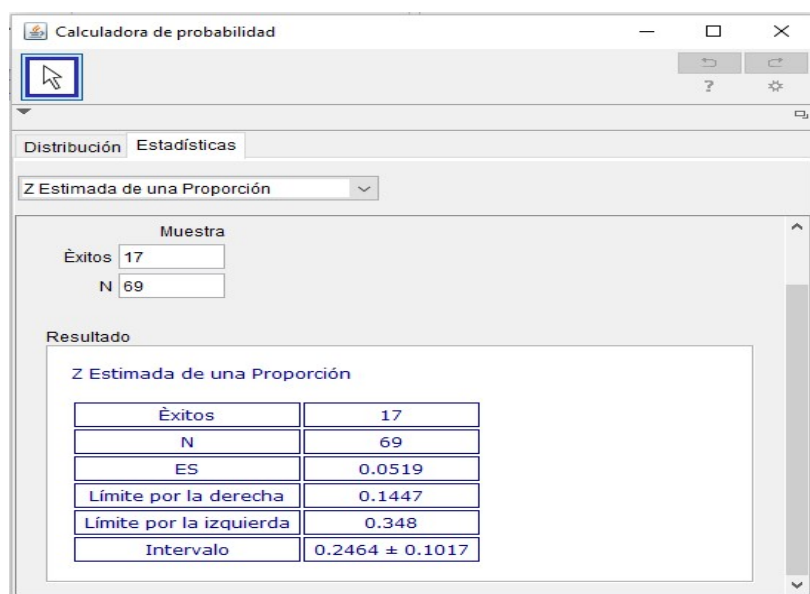 Calculadora de probabilidad
?
Distribución Estadísticas
Z Estimada de una Proporción
Muestra
Èxitos 17
N 69
Resultado
Z Estimada de una Proporción
Èxitos 17
N 69
ES 0.0519
Límite por la derecha 0.1447
Límite por la izquierda 0.348
Intervalo 0.2464 ± 0.1017